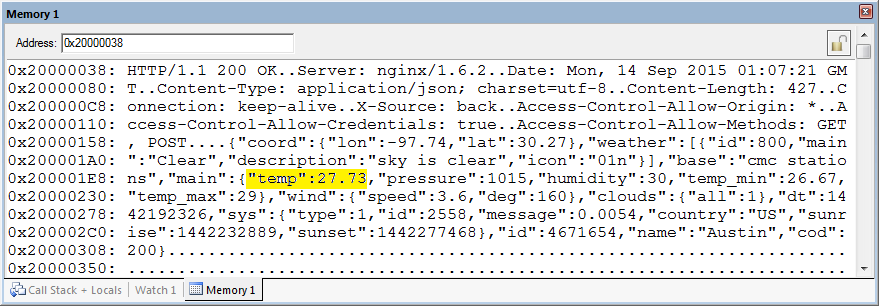 Memory 1
Address: 0x20000038
0x20000038: HTTP/1.1 200 OK..Server: nginx/1.6.2..Date: Mon, 14 Sep 2015 01:07:21 GM
0x20000080: T..Content-Type: application/json; charset=utf-8..Content-Length: 427..C
0x200000C8: onnection: keep-alive..X-Source: back..Access-Control-Allow-Origin: *..A
0x20000110: ccess-Control-Allow-Credentials: true..Access-Control-Allow-Methods: GET
0x20000158: , POST....{"coord":{"lon":-97.74,"lat":30.27},"weather":[{"id":800,"main
0x200001A0: ":"Clear","description":"sky is clear","icon":"01n"}],"base":"cmc statio
0x200001E8: ns","main":{"temp":27.73,"pressure":1015,"humidity":30,"temp_min":26.67,
0x20000230: "temp_max":29},"wind":{"speed":3.6,"deg":160},"clouds":{"all":1},"dt":14
0x20000278: 42192326,"sys":{"type":1,"id":2558,"message":0.0054,"country":"US","sunr
0x200002C0: ise":1442232889,"sunset":1442277468},"id":4671654,"name":"Austin","cod":
0x20000308: 200}....................................................................
0x20000350: ........................................................................
Call Stack + Locals Watch 1 Memory 1